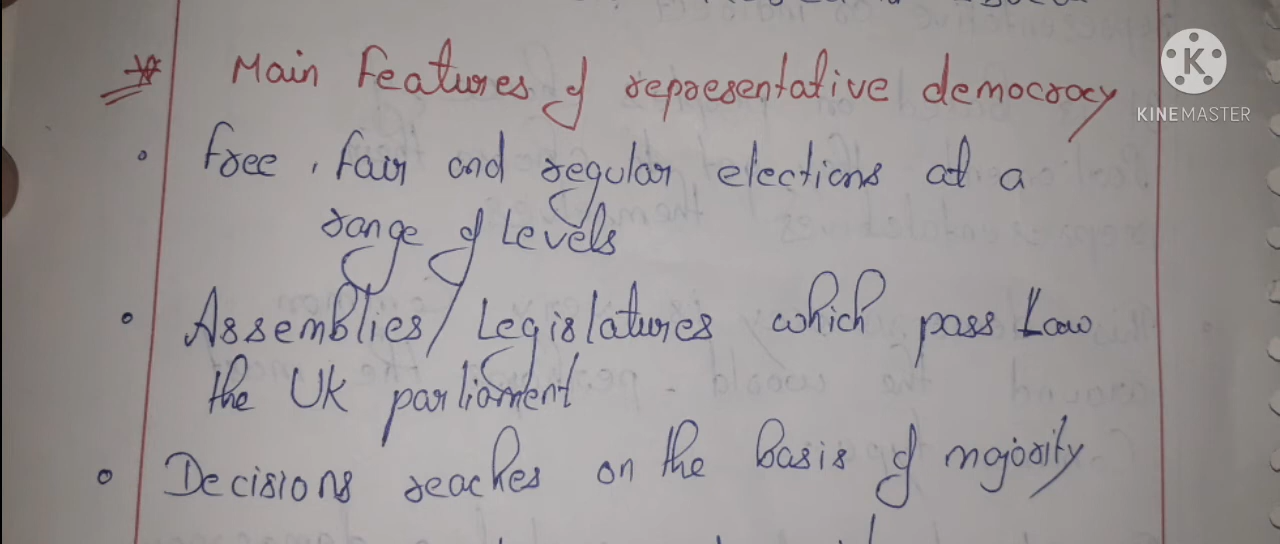 Main Features of representative democracy
K
KINEMASTER
• Free, fair and regular elections at a
range of Levels
• Assemblies/Legislatures which pass Law
the UK parliament
• Decisions reaches on the basis of majority